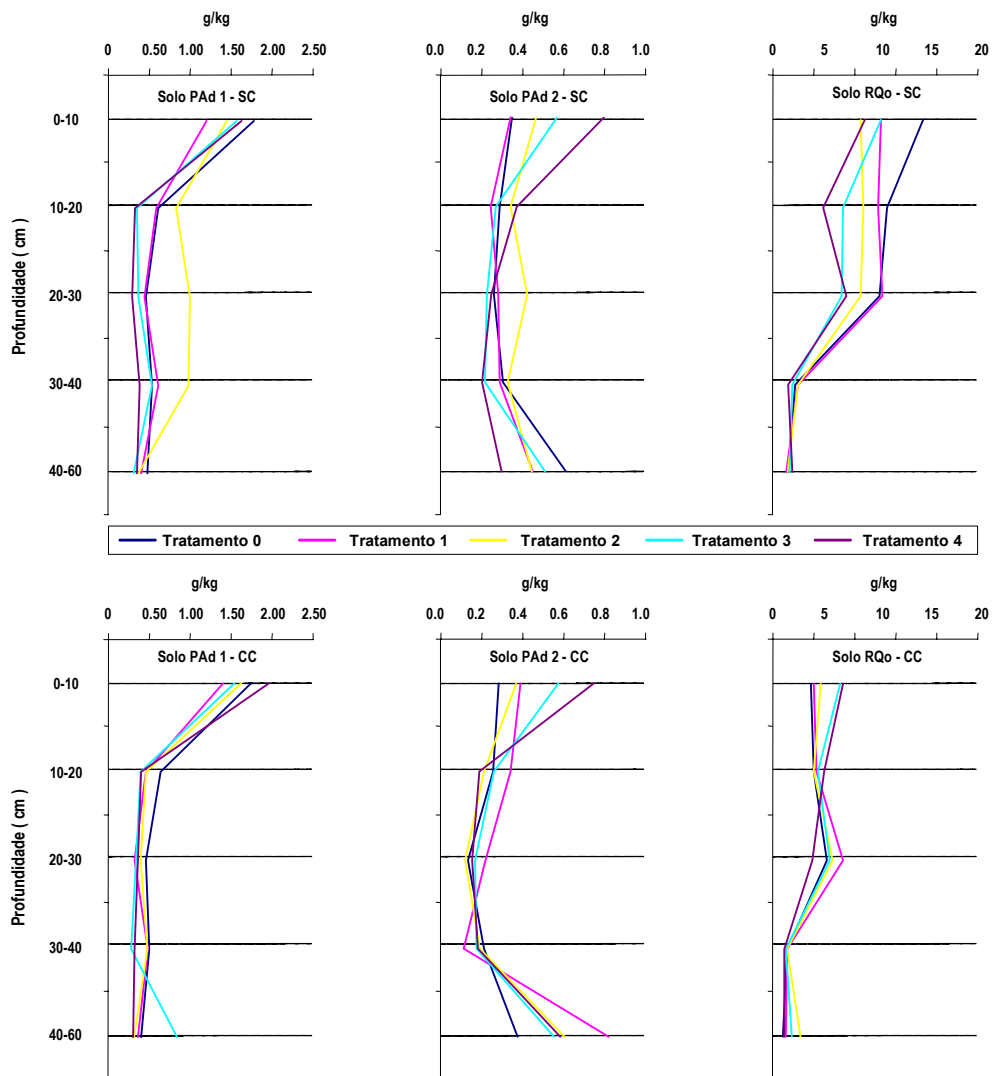 g/kg g/kg g/kg
0 0.50 1.00 1.50 2.00 2.50 0.0 0.2 0.4 0.6 0.8 1.0 0 5 10 15 20
Solo PAd 1 - SC Solo PAd 2 - SC Solo RQo - SC
0-10
10-20
20-30
30-40
40-60
Profundidade ( cm )
Tratamento 0 Tratamento 1 Tratamento 2 Tratamento 3 Tratamento 4
g/kg g/kg g/kg
0 0.50 1.00 1.50 2.00 2.50 0.0 0.2 0.4 0.6 0.8 1.0 0 5 10 15 20
Solo PAd 1 - CC Solo PAd 2 - CC Solo RQo - CC
0-10
10-20
20-30
30-40
40-60
Profundidade ( cm )